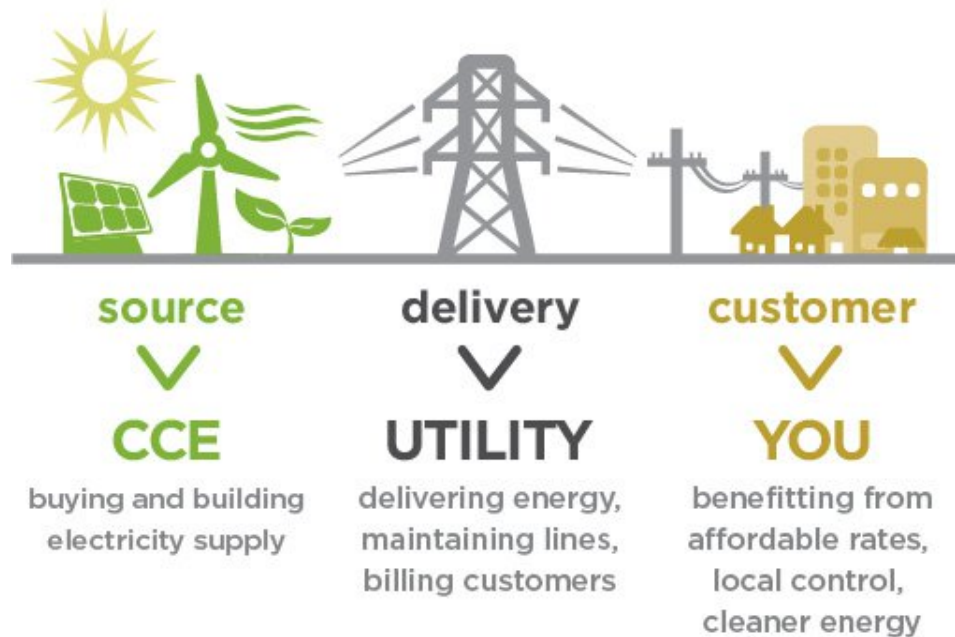 source
CCE
buying and building
electricity supply
delivery
UTILITY
delivering energy,
maintaining lines,
billing customers
customer
YOU
benefitting from
affordable rates,
local control,
cleaner energy